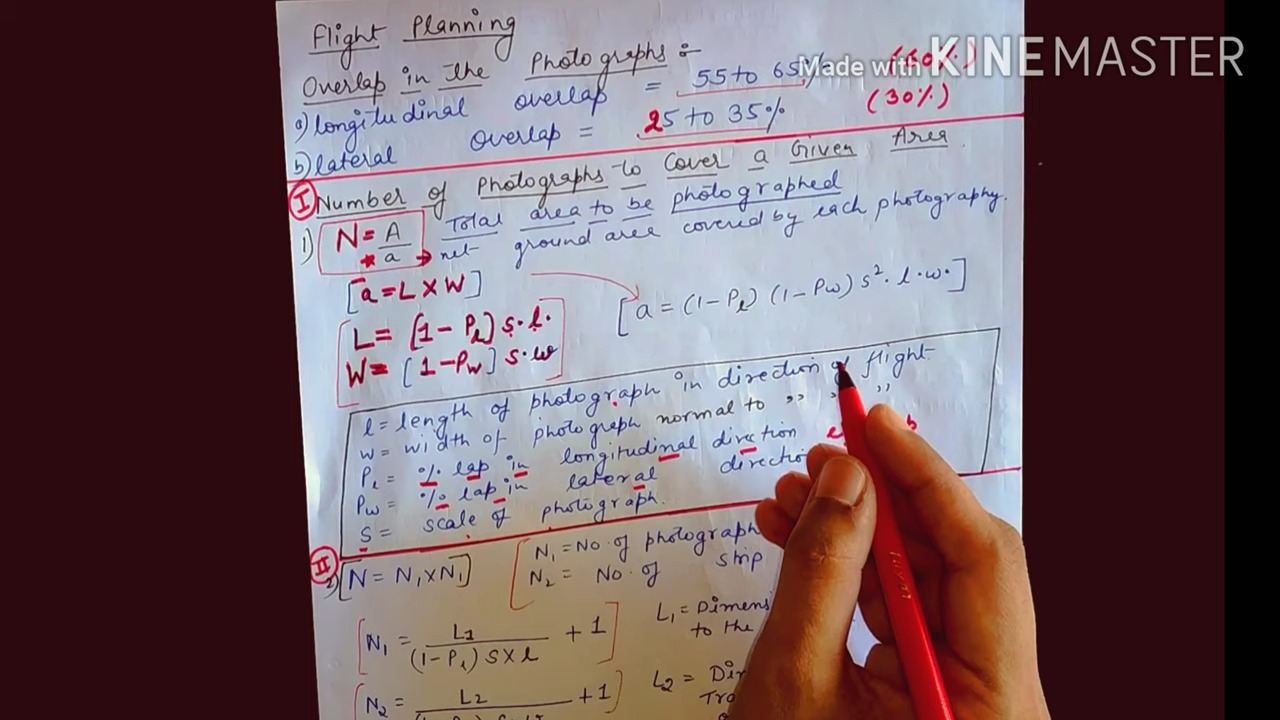 Flight Planning
Overlap in the Photographs :-
a) longitudinal overlap = 55 to 65% (60%)
b) lateral overlap = 25 to 35% (30%)
Made with KINEMASTER
I Number of Photographs to Cover a Given Area
1) N = A/a → Total area to be photographed
net ground area covered by each photography.
[a = L X W]
[a = (1 - Pl) (1 - Pw) s². l . w.]
L = [1 - Pl] s. l.
W = [1 - Pw] s. w
l = length of photograph in direction of flight
w = width of photograph normal to ,, ,, ,,
Pl = % lap in longitudinal direction
Pw = % lap in lateral direction
S = scale of photograph.
II
2) [N = N1 X N1]
N1 = No. of photograph
N2 = No. of strip
[N1 = L1/(1 - Pl) S X l + 1]
L1 = Dimensi
to the
[N2 = L2/ + 1]
L2 = Dim
Tra